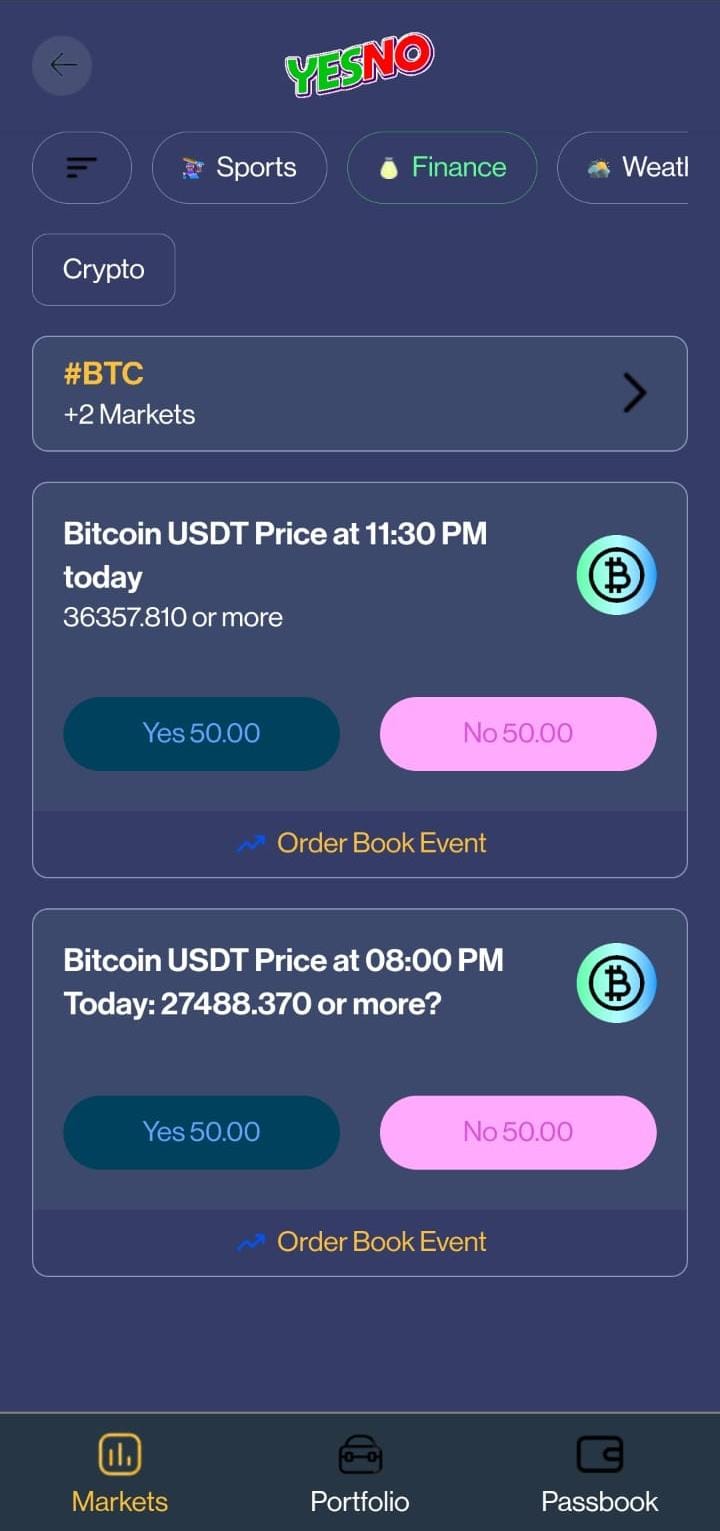 YESNO
Sports
Finance
Weatl
Crypto
#BTC
+2 Markets
Bitcoin USDT Price at 11:30 PM
today
36357.810 or more
Yes 50.00
No 50.00
Order Book Event
Bitcoin USDT Price at 08:00 PM
Today: 27488.370 or more?
Yes 50.00
No 50.00
Order Book Event
Markets
Portfolio
Passbook